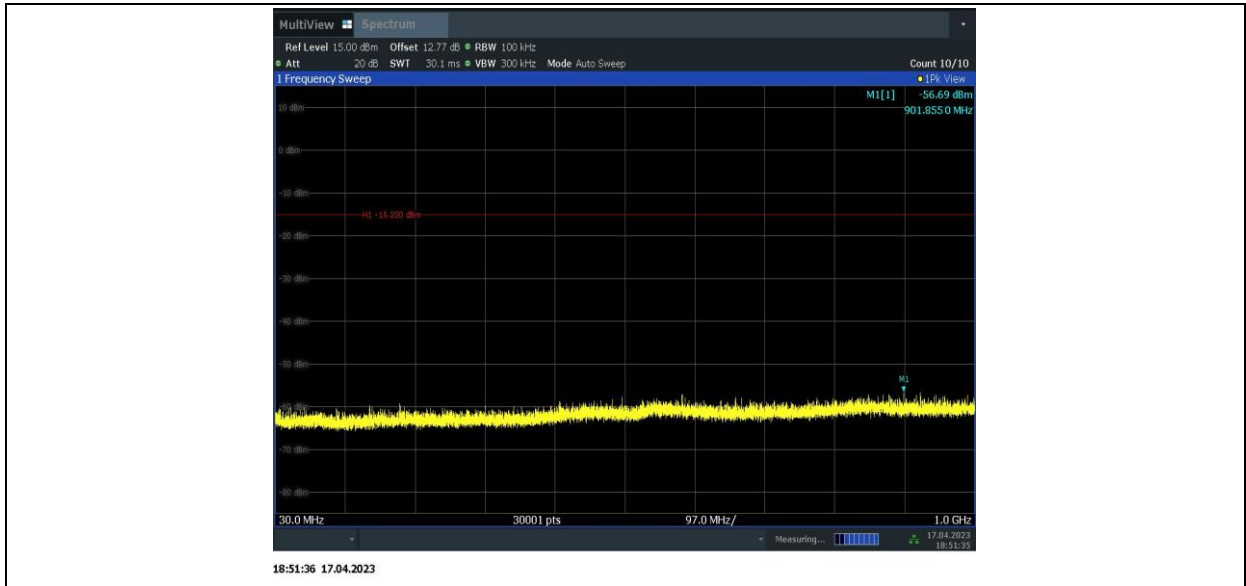 MultiView Spectrum
Ref Level 15.00 dBm Offset 12.77 dB RBW 100 kHz
Att 20 dB SWT 30.1 ms VBW 300 kHz Mode Auto Sweep Count 10/10
1 Frequency Sweep 1Pk View
M1[1] -56.69 dBm
901.8550 MHz
10 dBm
0 dBm
-10 dBm
H1 -15.200 dBm
-20 dBm
-30 dBm
-40 dBm
-50 dBm
M1
-60 dBm
-70 dBm
-80 dBm
30.0 MHz 30001 pts 97.0 MHz/ 1.0 GHz
Measuring... 17.04.2023
18:51:35
18:51:36 17.04.2023